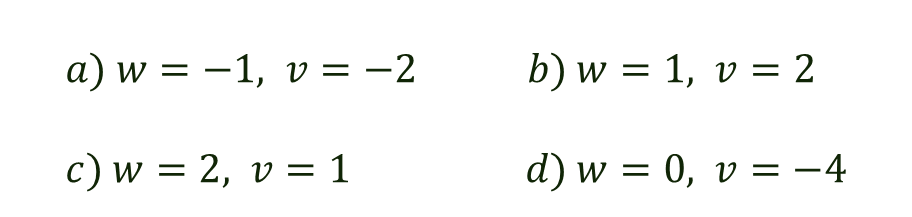 a) w = −1, v = −2 b) w = 1, v = 2
c) w = 2, v = 1 d) w = 0, v = −4